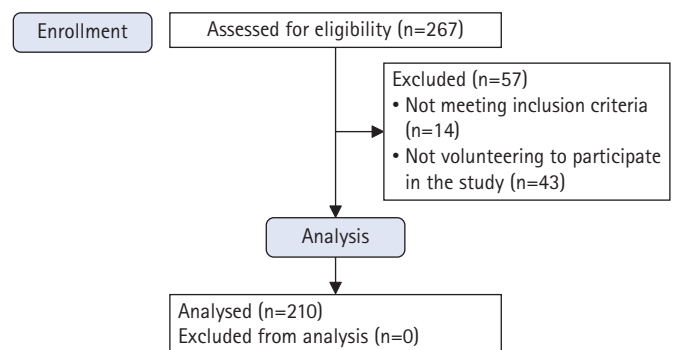 Enrollment
Assessed for eligibility (n=267)
Excluded (n=57)
• Not meeting inclusion criteria
(n=14)
• Not volunteering to participate
in the study (n=43)
Analysis
Analysed (n=210)
Excluded from analysis (n=0)